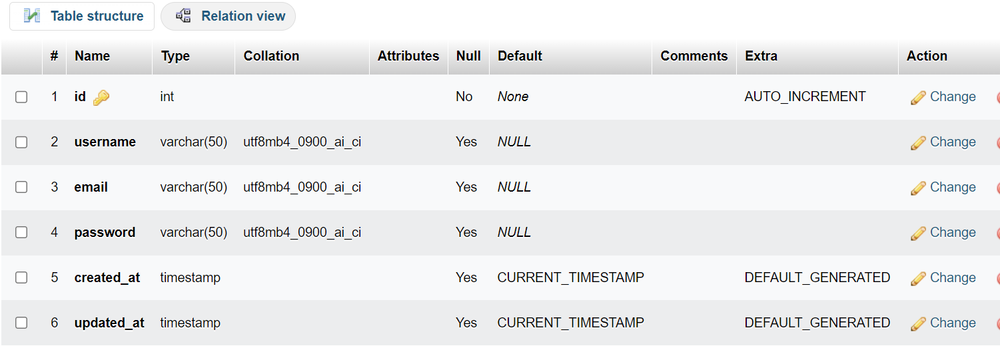 Table structure Relation view
# Name Type Collation Attributes Null Default Comments Extra Action
1 id int No None AUTO_INCREMENT Change
2 username varchar(50) utf8mb4_0900_ai_ci Yes NULL Change
3 email varchar(50) utf8mb4_0900_ai_ci Yes NULL Change
4 password varchar(50) utf8mb4_0900_ai_ci Yes NULL Change
5 created_at timestamp Yes CURRENT_TIMESTAMP DEFAULT_GENERATED Change
6 updated_at timestamp Yes CURRENT_TIMESTAMP DEFAULT_GENERATED Change